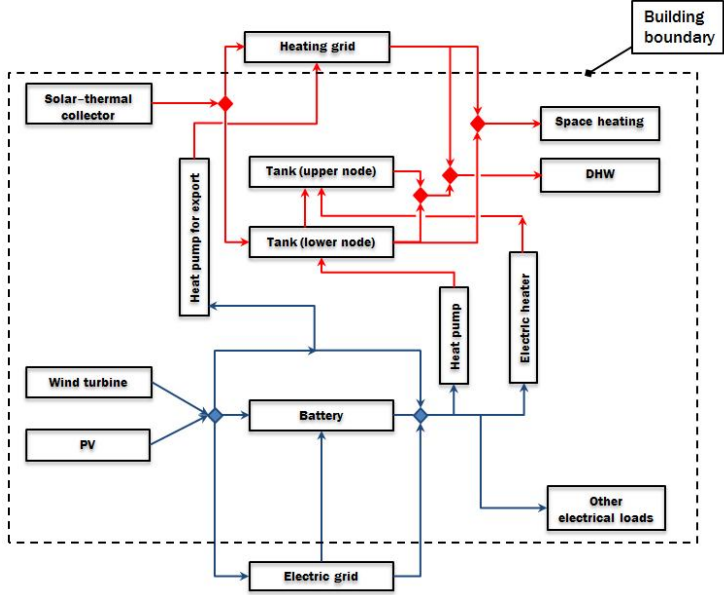 Building
boundary
Heating grid
Solar-thermal
collector
Space heating
Tank (upper node)
DHW
Heat pump for export
Tank (lower node)
Heat pump
Electric heater
Wind turbine
Battery
PV
Other
electrical loads
Electric grid